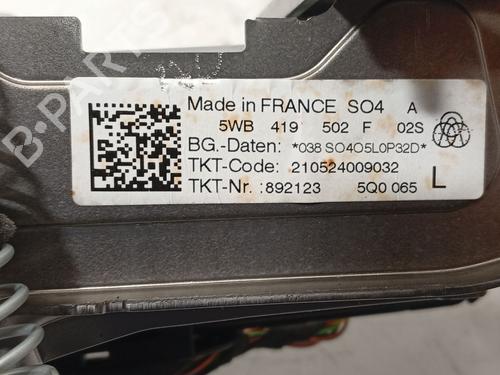 B-PARTS
Made in FRANCE SO4 A
5WB 419 502 F 02S
BG.-Daten: *038 SO4O5L0P32D*
TKT-Code: 210524009032
TKT-Nr. :892123 5Q0 065 L